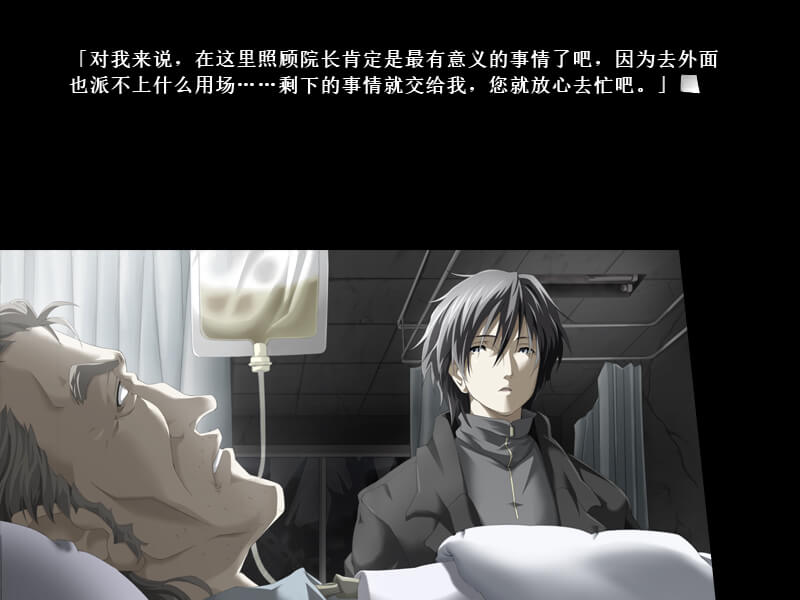 「对我来说，在这里照顾院长肯定是最有意义的事情了吧，因为去外面
也派不上什么用场……剩下的事情就交给我，您就放心去忙吧。」